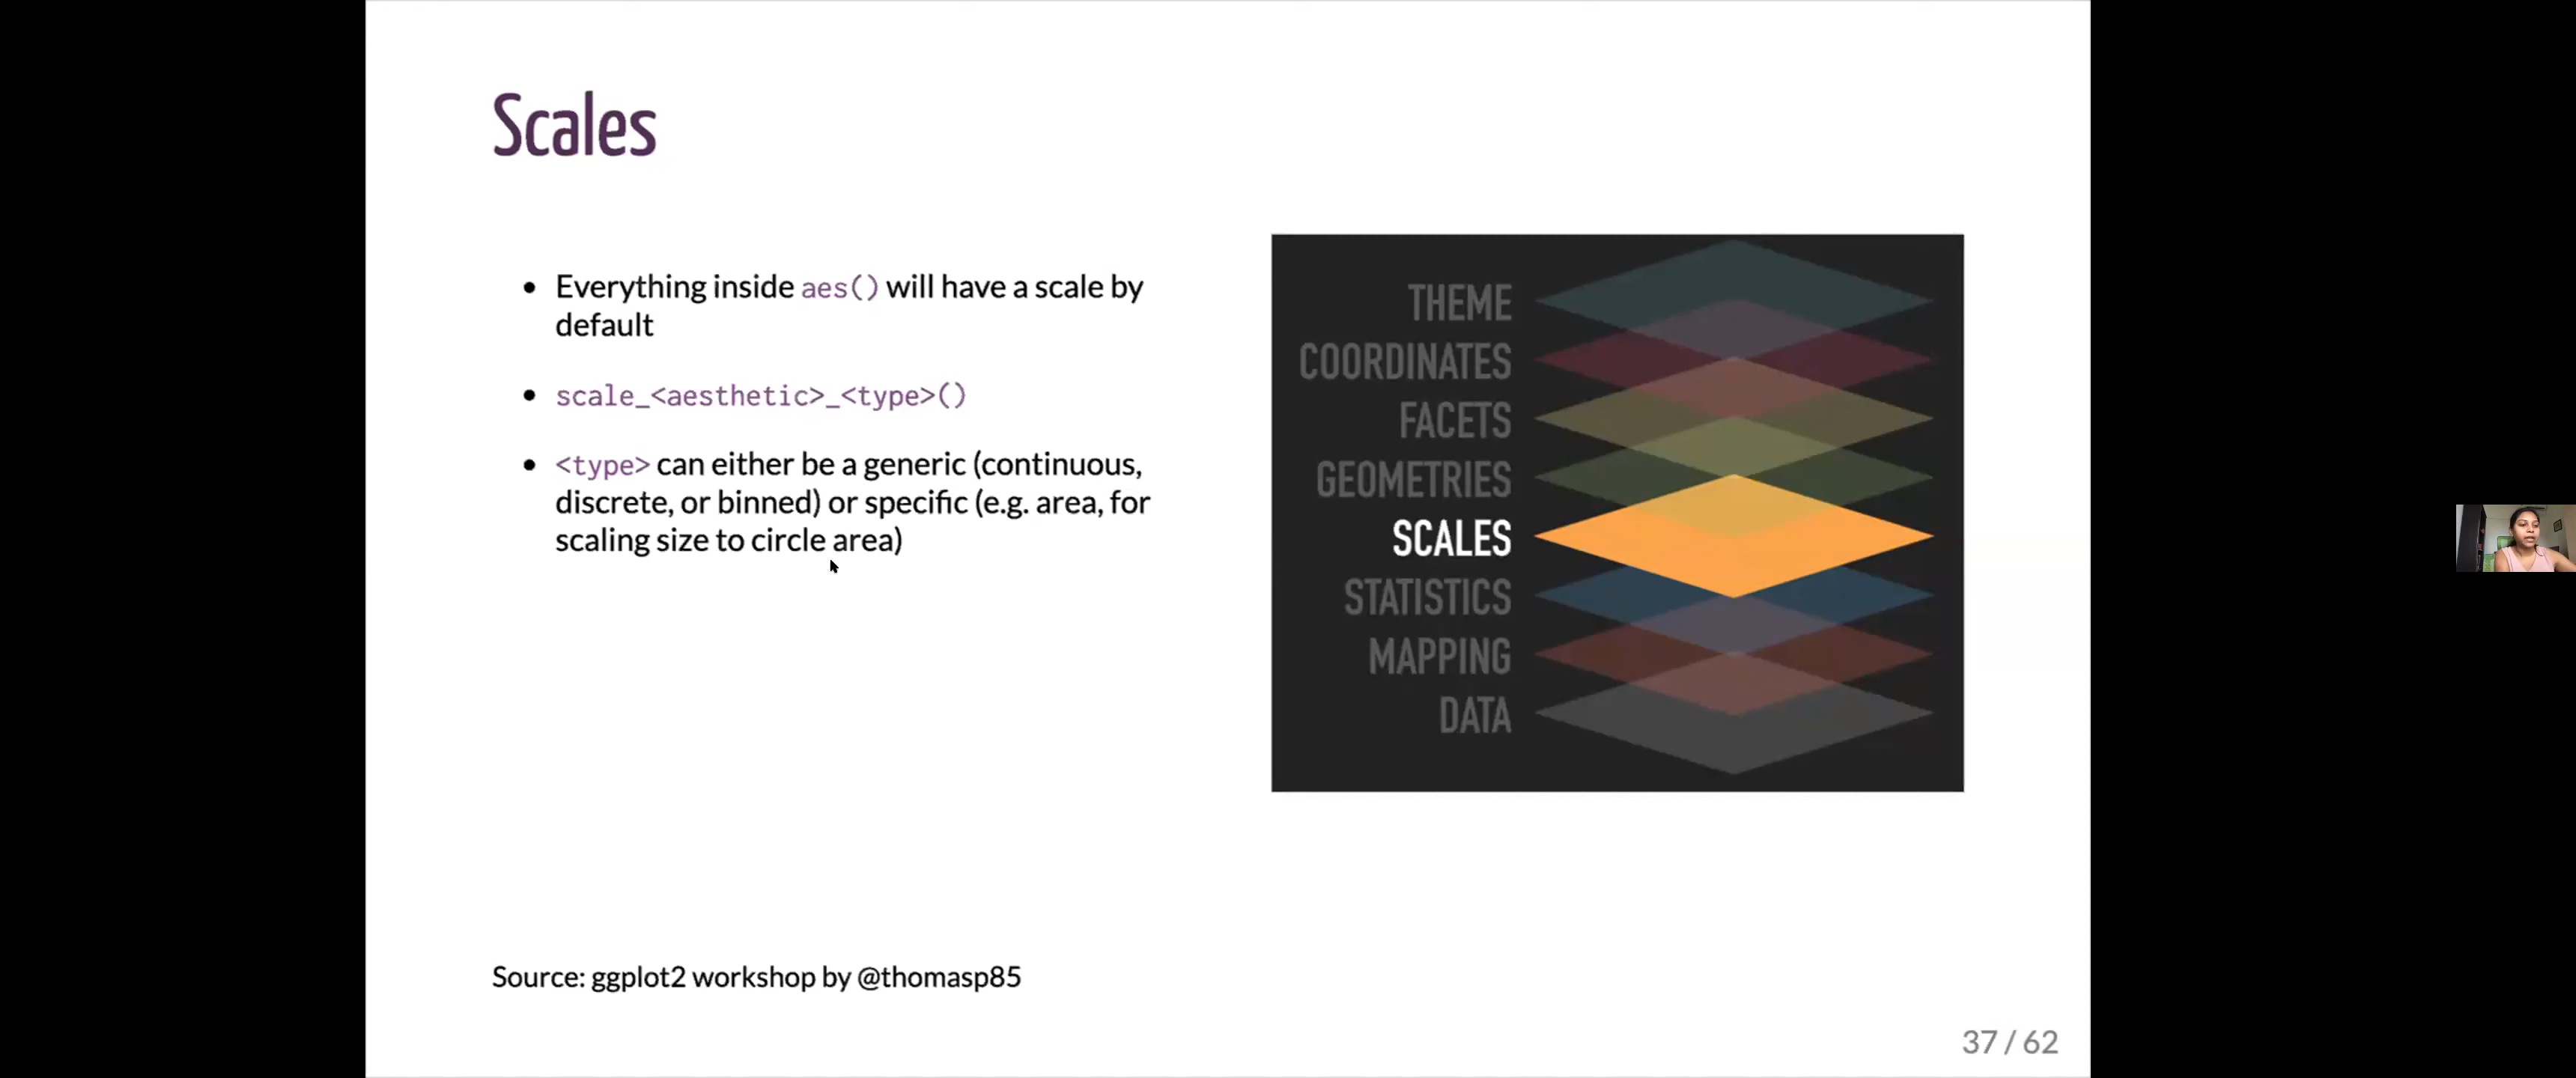 Scales
Everything inside aes() will have a scale by
default
scale_<aesthetic>_<type>()
<type> can either be a generic (continuous,
discrete, or binned) or specific (e.g. area, for
scaling size to circle area)
THEME
COORDINATES
FACETS
GEOMETRIES
SCALES
STATISTICS
MAPPING
DATA
Source: ggplot2 workshop by @thomasp85
37 / 62